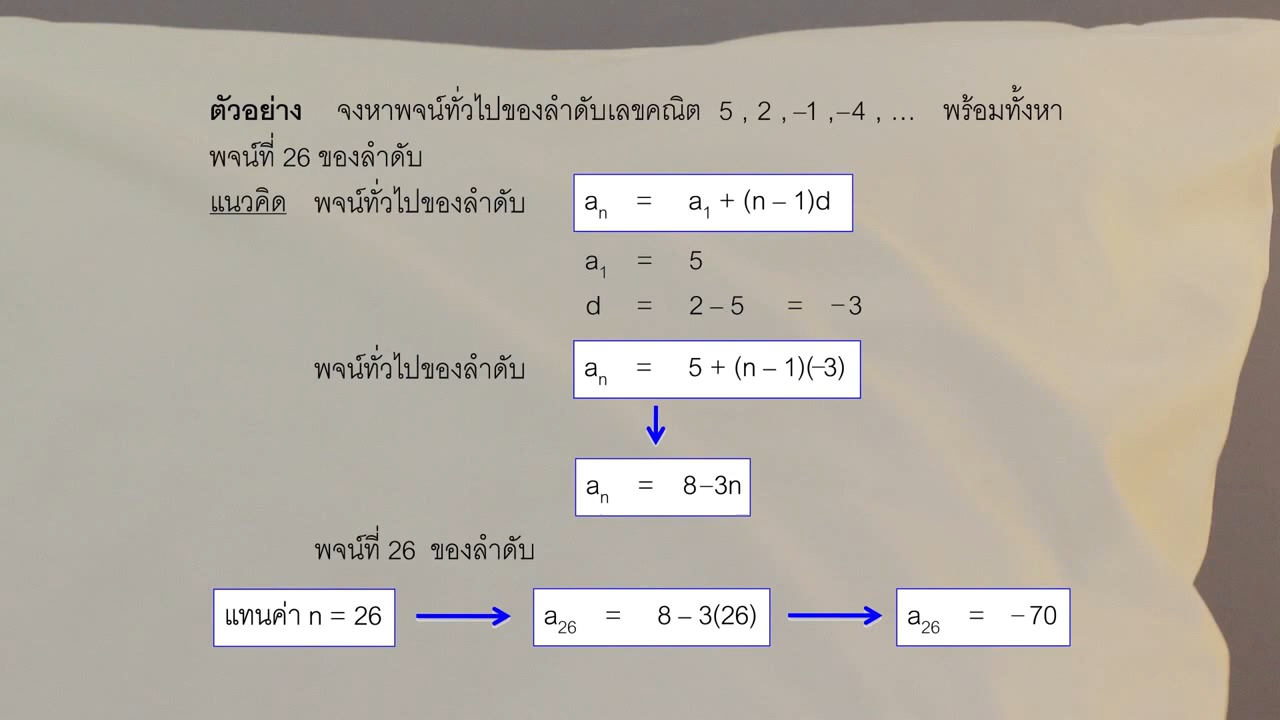 ตัวอย่าง จงหาพจน์ทั่วไปของลำดับเลขคณิต 5 , 2 , –1 ,–4 , ... พร้อมทั้งหา
พจน์ที่ 26 ของลำดับ
แนวคิด พจน์ทั่วไปของลำดับ aₙ = a₁ + (n – 1)d
a₁ = 5
d = 2 – 5 = –3
พจน์ทั่วไปของลำดับ aₙ = 5 + (n – 1)(–3)
aₙ = 8–3n
พจน์ที่ 26 ของลำดับ
แทนค่า n = 26 a₂₆ = 8 – 3(26) a₂₆ = –70